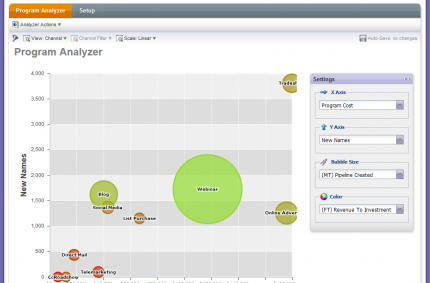 Program Analyzer
Setup
Analyzer Actions
View: Channel
Channel Filter
Scale: Linear
Auto-Save: no changes
Program Analyzer
4,000
3,500
3,000
2,500
2,000
1,500
1,000
500
0
New Names
Blog
Social Media
List Purchase
Webinar
Online Adver
Direct Mail
Telemarketing
Roadshow
Settings
X Axis
Program Cost
Y Axis
New Names
Bubble Size
(MT) Pipeline Created
Color
(FT) Revenue To Investment